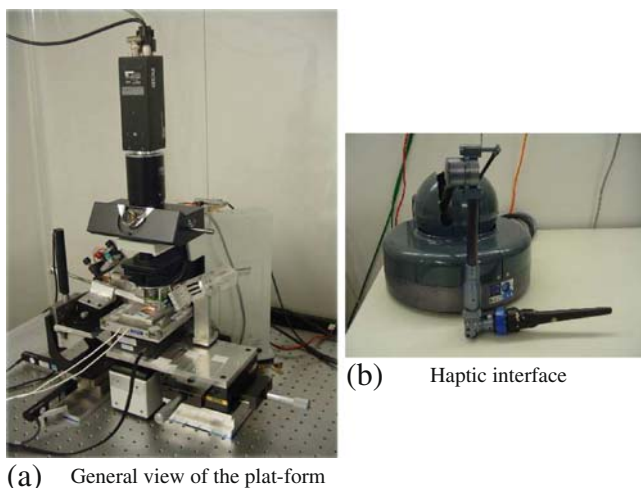 (a) General view of the plat-form
(b) Haptic interface